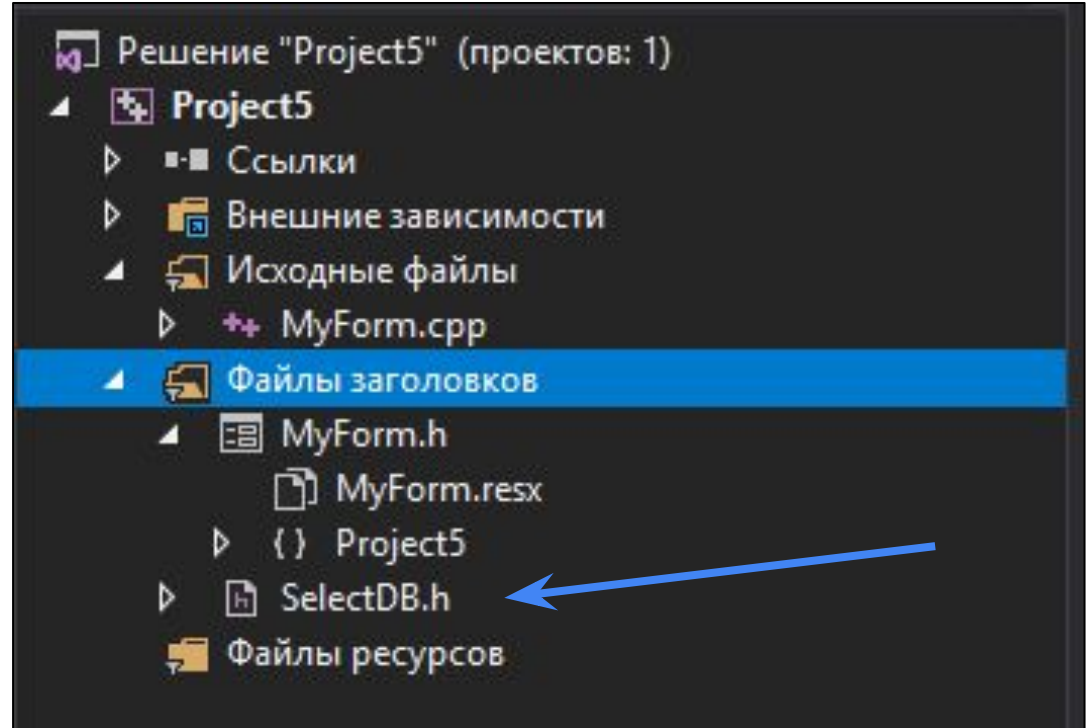 Решение "Project5" (проектов: 1)
Project5
Ссылки
Внешние зависимости
Исходные файлы
MyForm.cpp
Файлы заголовков
MyForm.h
MyForm.resx
{} Project5
SelectDB.h
Файлы ресурсов